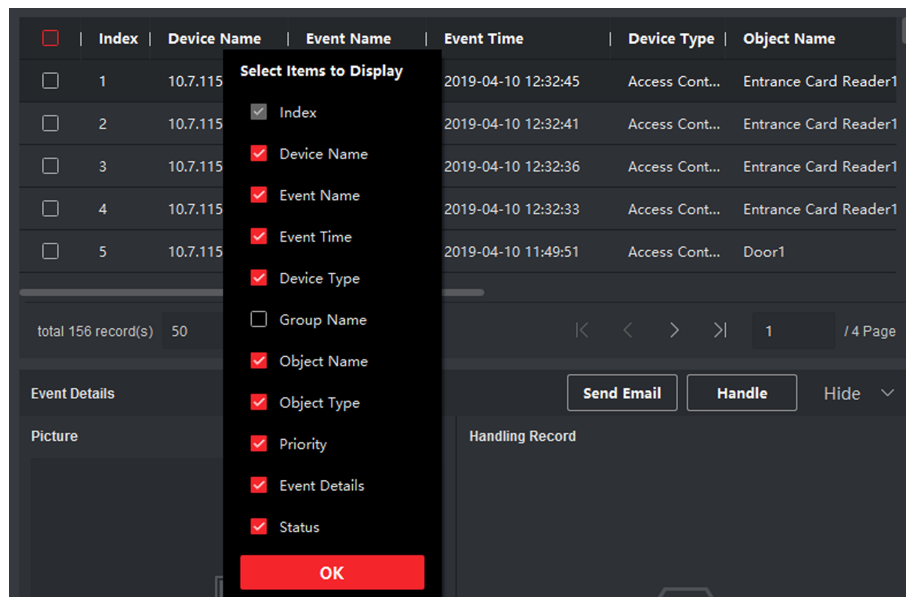 Index | Device Name | Event Name | Event Time | Device Type | Object Name
1 10.7.115 2019-04-10 12:32:45 Access Cont... Entrance Card Reader1
2 10.7.115 2019-04-10 12:32:41 Access Cont... Entrance Card Reader1
3 10.7.115 2019-04-10 12:32:36 Access Cont... Entrance Card Reader1
4 10.7.115 2019-04-10 12:32:33 Access Cont... Entrance Card Reader1
5 10.7.115 2019-04-10 11:49:51 Access Cont... Door1
Select Items to Display
Index
Device Name
Event Name
Event Time
Device Type
Group Name
Object Name
Object Type
Priority
Event Details
Status
OK
total 156 record(s) 50 1 / 4 Page
Event Details Send Email Handle Hide
Picture Handling Record